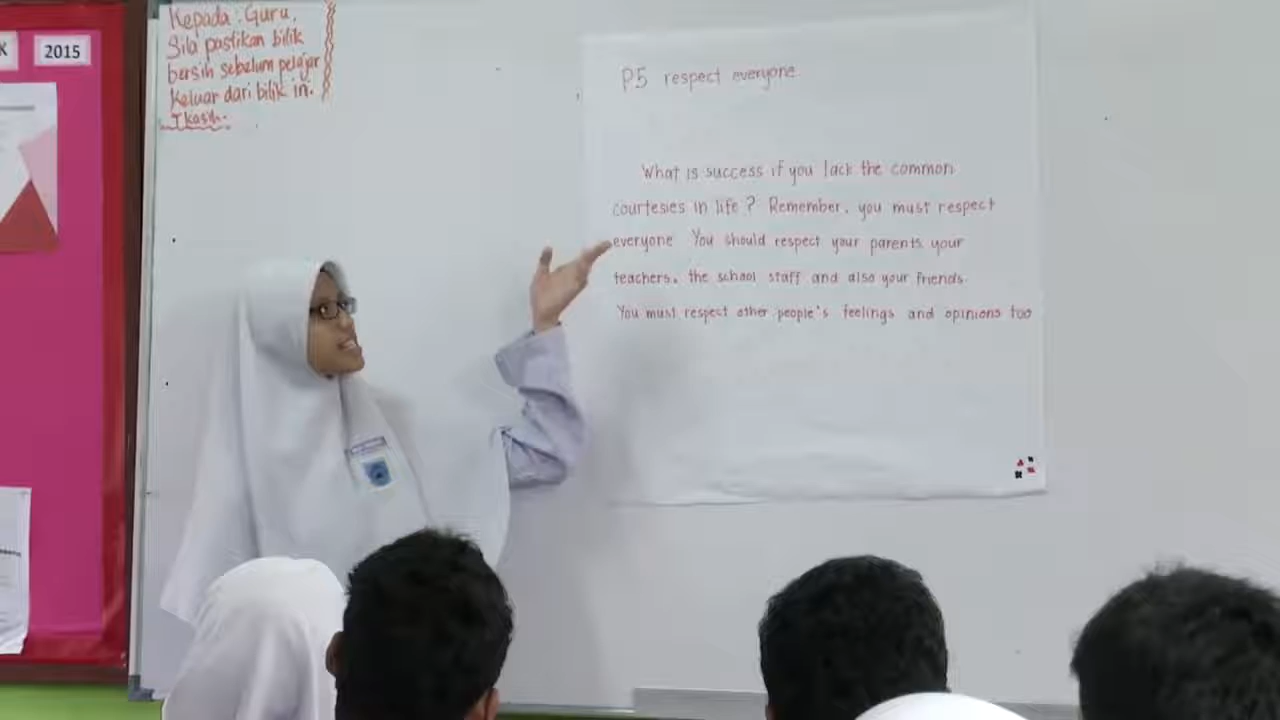 Kepada : Guru,
Sila pastikan bilik
bersih sebelum pelajar
keluar dari bilik ini.
Tkasih.
K
2015
P5 respect everyone
What is success if you lack the common
courtesies in life ? Remember, you must respect
everyone You should respect your parents your
teachers, the school staff and also your friends
You must respect other people's feelings and opinions too